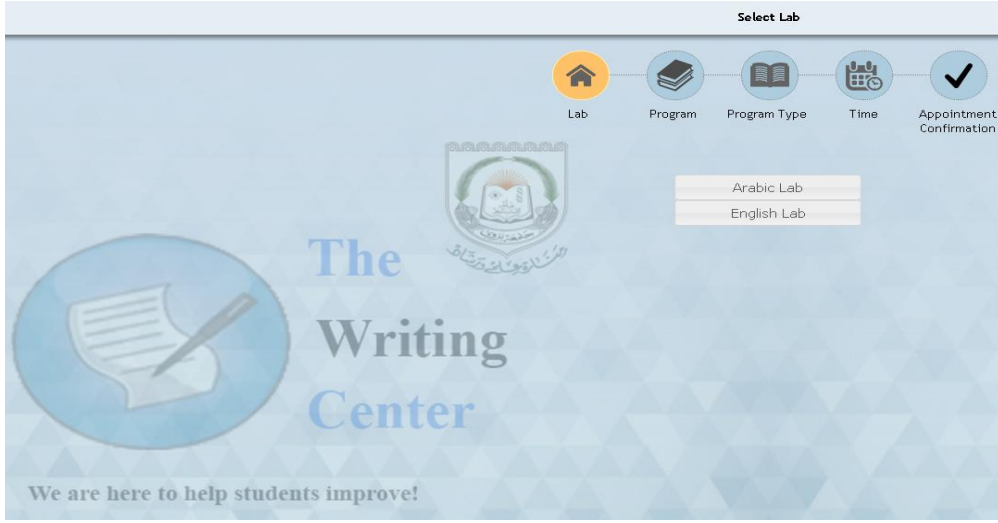 Select Lab
Lab
Program
Program Type
Time
Appointment
Confirmation
Arabic Lab
English Lab
The
Writing
Center
We are here to help students improve!